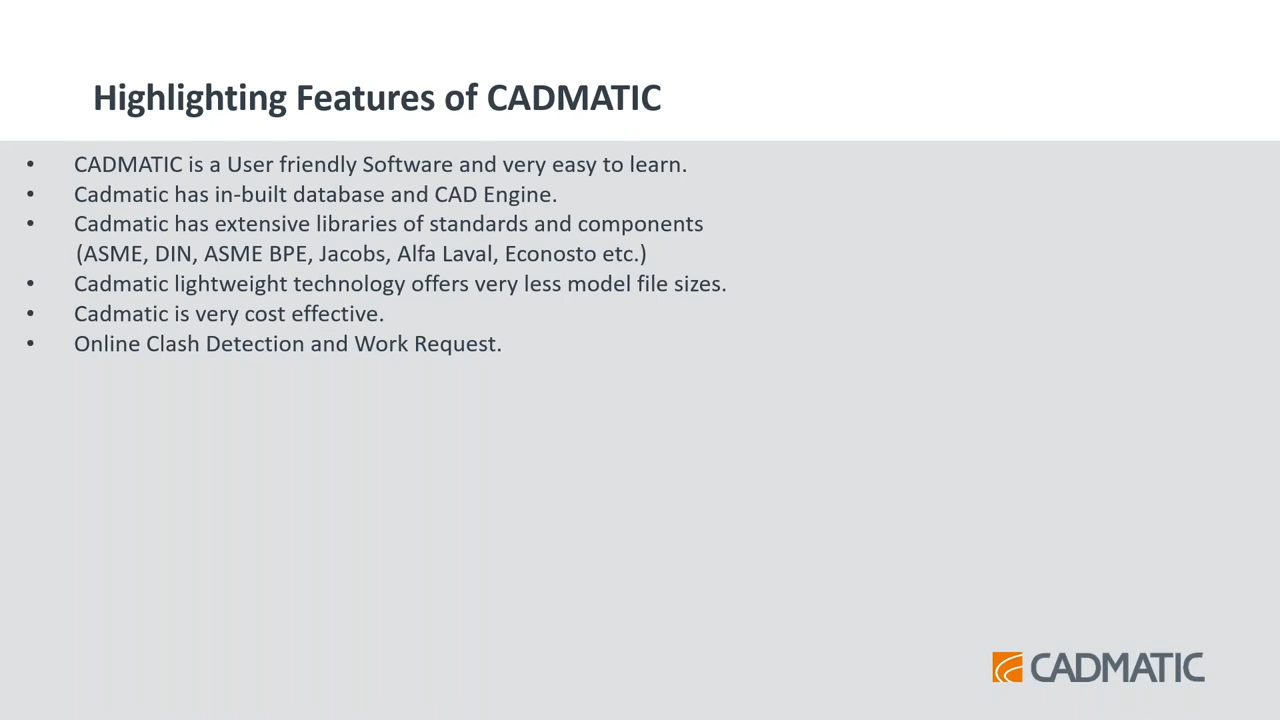 Highlighting Features of CADMATIC
• CADMATIC is a User friendly Software and very easy to learn.
• Cadmatic has in-built database and CAD Engine.
• Cadmatic has extensive libraries of standards and components
(ASME, DIN, ASME BPE, Jacobs, Alfa Laval, Econosto etc.)
• Cadmatic lightweight technology offers very less model file sizes.
• Cadmatic is very cost effective.
• Online Clash Detection and Work Request.
CADMATIC